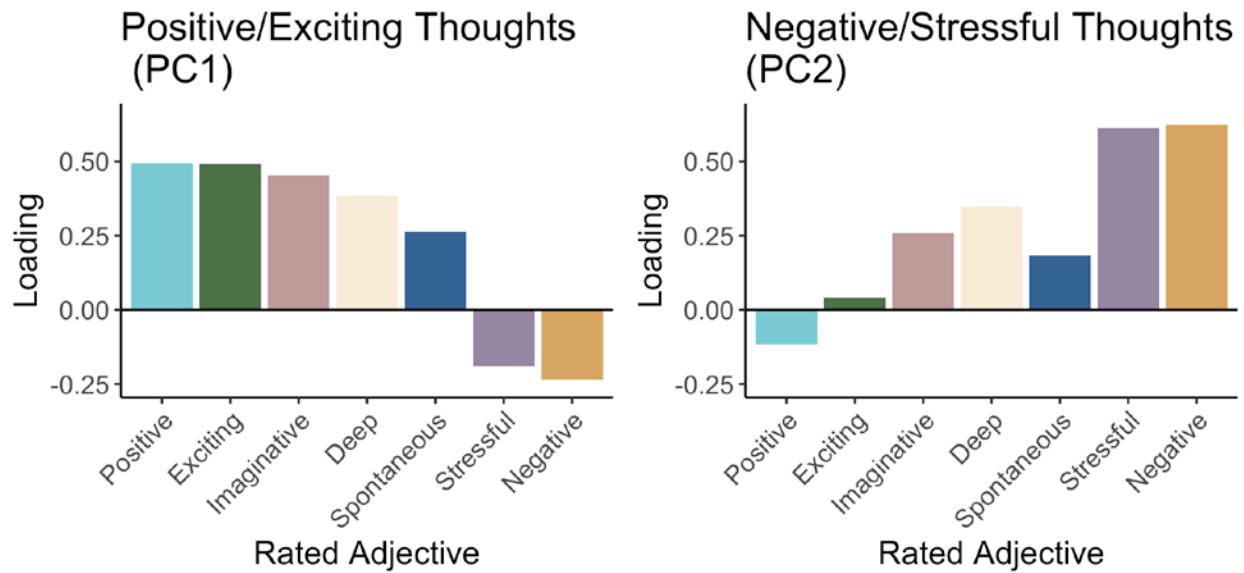 Positive/Exciting Thoughts
(PC1)
Loading
0.50
0.25
0.00
-0.25
Positive
Exciting
Imaginative
Deep
Spontaneous
Stressful
Negative
Rated Adjective
Negative/Stressful Thoughts
(PC2)
Loading
0.50
0.25
0.00
-0.25
Positive
Exciting
Imaginative
Deep
Spontaneous
Stressful
Negative
Rated Adjective